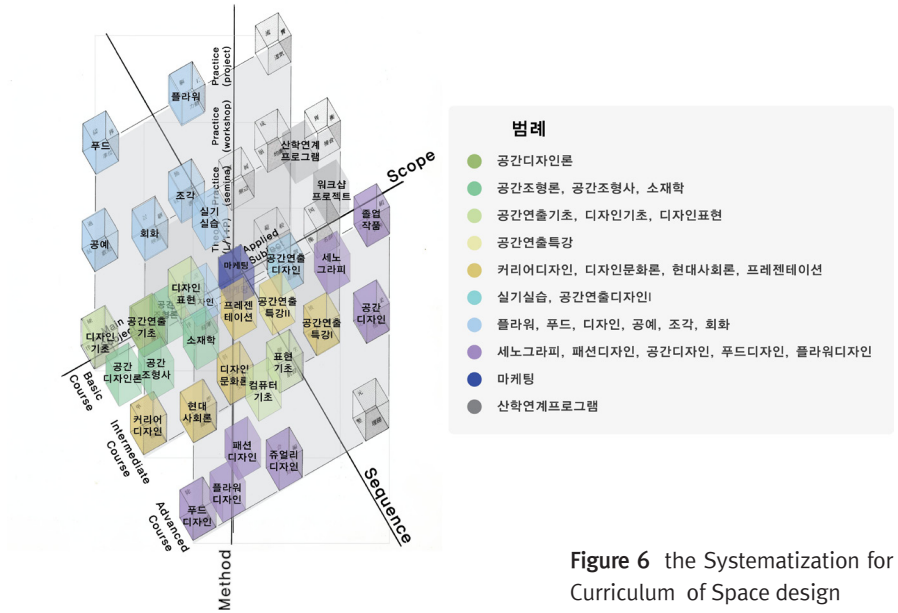 Practice
(project)
플라워
Practice
(workshop)
푸드
산학연계
프로그램
Scope
Practice
(seminar)
조각
워크샵
프로젝트
실기
실습
졸업
작품
공예
회화
Applied
마케팅
공간연출
디자인
세노
그라피
디자인
표현
프레젠
테이션
공간연출
특강II
공간연출
특강I
공간
디자인
Main
공간연출
기초
디자인
기초
소재학
Basic
Course
공간
디자인론
공간
조형사
디자인
문화론
표현
기초
컴퓨터
기초
커리어
디자인
현대
사회론
Intermediate
Course
패션
디자인
쥬얼리
디자인
Sequence
플라워
디자인
푸드
디자인
Advanced
Course
Method
범례
공간디자인론
공간조형론, 공간조형사, 소재학
공간연출기초, 디자인기초, 디자인표현
공간연출특강
커리어디자인, 디자인문화론, 현대사회론, 프레젠테이션
실기실습, 공간연출디자인I
플라워, 푸드, 디자인, 공예, 조각, 회화
세노그라피, 패션디자인, 공간디자인, 푸드디자인, 플라워디자인
마케팅
산학연계프로그램
Figure 6 the Systematization for
Curriculum of Space design